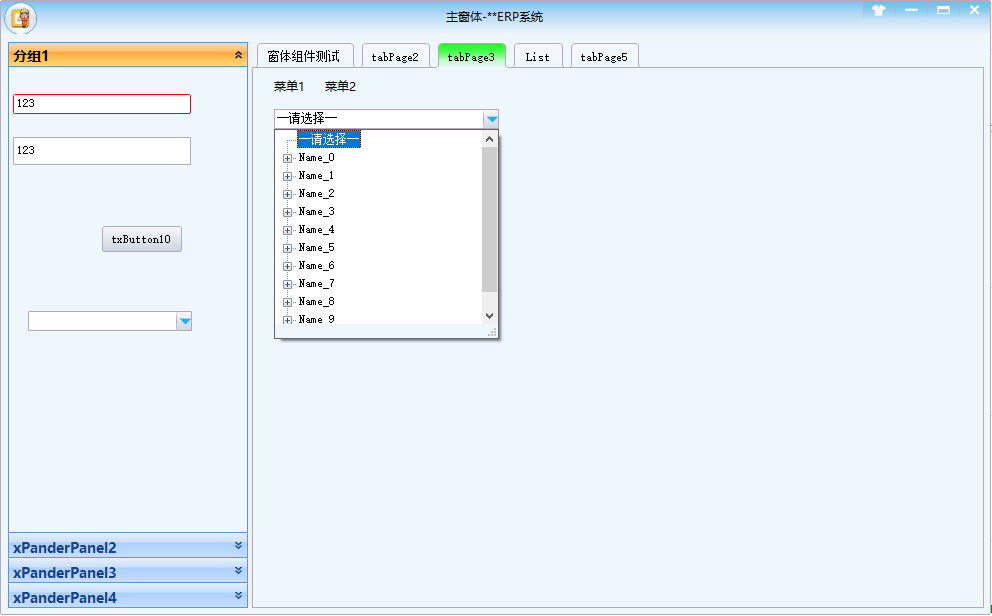 主窗体-**ERP系统
分组1
123
123
txButton10
xPanderPanel2
xPanderPanel3
xPanderPanel4
窗体组件测试 tabPage2 tabPage3 List tabPage5
菜单1 菜单2
一请选择一
一请选择一
Name_0
Name_1
Name_2
Name_3
Name_4
Name_5
Name_6
Name_7
Name_8
Name_9